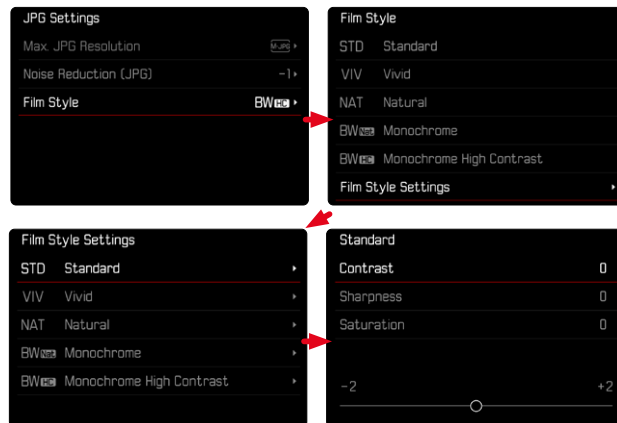 JPG Settings
Max. JPG Resolution M-JPG
Noise Reduction (JPG) -1
Film Style BW HC
Film Style
STD Standard
VIV Vivid
NAT Natural
BW Nat Monochrome
BW HC Monochrome High Contrast
Film Style Settings
Film Style Settings
STD Standard
VIV Vivid
NAT Natural
BW Nat Monochrome
BW HC Monochrome High Contrast
Standard
Contrast 0
Sharpness 0
Saturation 0
-2 +2